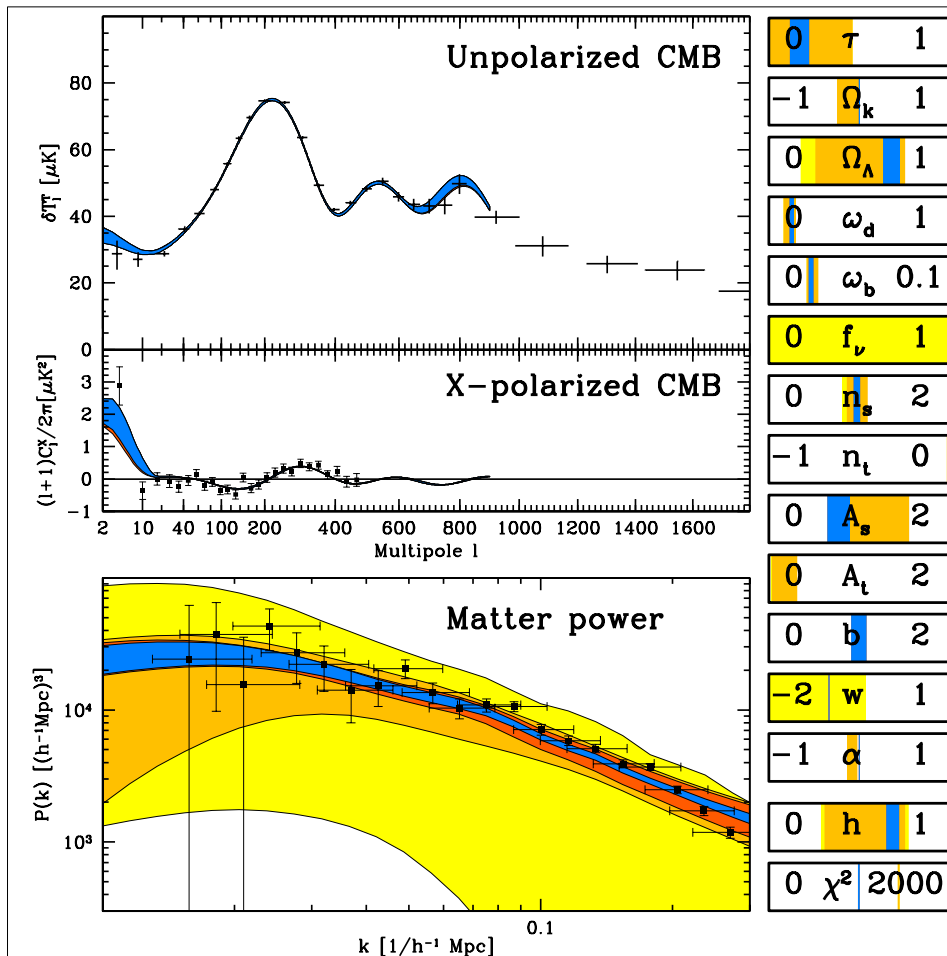 Unpolarized CMB
100
80
60
40
20
0
δT_l [μK]
X-polarized CMB
3
2
1
0
-1
(l+1)C_l^x/2π[μK²]
2 10 40 100 200 400 600 800 1000 1200 1400 1600
Multipole l
Matter power
10⁴
10³
P(k) [(h⁻¹Mpc)³]
0.1
k [1/h⁻¹ Mpc]
0 τ 1
-1 Ω_k 1
0 Ω_Λ 1
0 ω_d 1
0 ω_b 0.1
0 f_ν 1
0 n_s 2
-1 n_t 0
0 A_s 2
0 A_t 2
0 b 2
-2 w 1
-1 α 1
0 h 1
0 χ² 2000